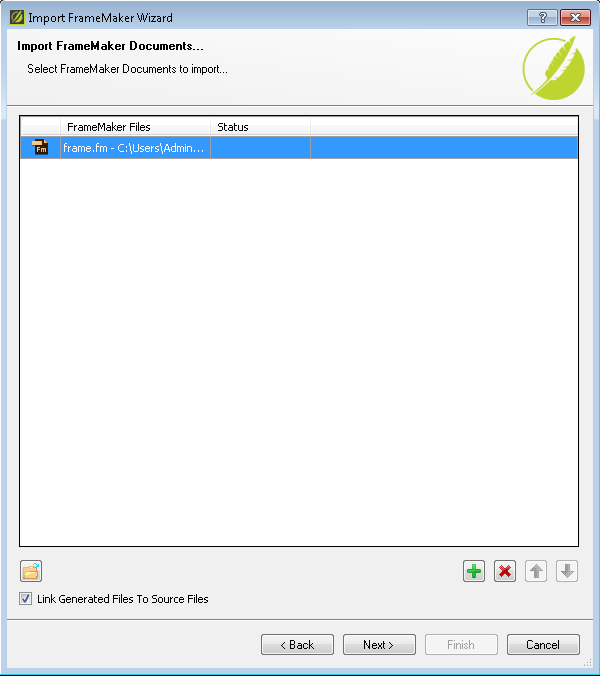 Import FrameMaker Wizard
?
Import FrameMaker Documents...
Select FrameMaker Documents to import...
FrameMaker Files Status
Fm frame.fm - C:\Users\Admin...
Link Generated Files To Source Files
< Back Next > Finish Cancel